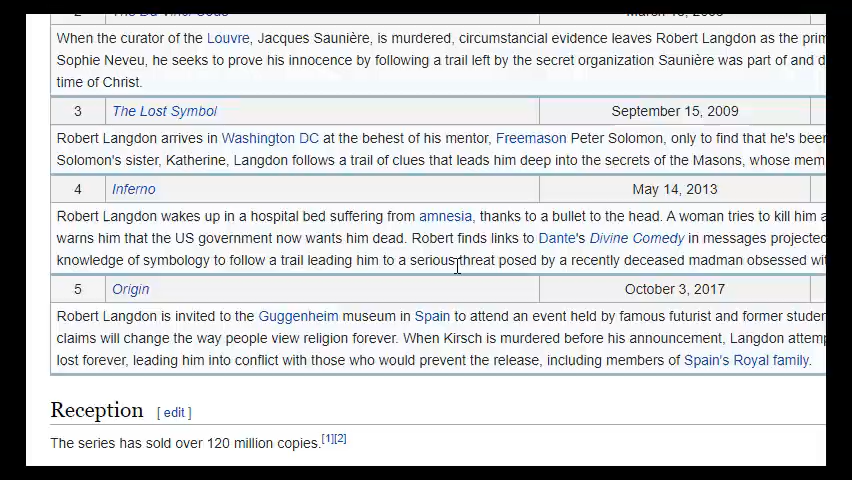 When the curator of the Louvre, Jacques Saunière, is murdered, circumstancial evidence leaves Robert Langdon as the prim
Sophie Neveu, he seeks to prove his innocence by following a trail left by the secret organization Saunière was part of and d
time of Christ.
3 The Lost Symbol September 15, 2009
Robert Langdon arrives in Washington DC at the behest of his mentor, Freemason Peter Solomon, only to find that he's beer
Solomon's sister, Katherine, Langdon follows a trail of clues that leads him deep into the secrets of the Masons, whose mem
4 Inferno May 14, 2013
Robert Langdon wakes up in a hospital bed suffering from amnesia, thanks to a bullet to the head. A woman tries to kill him a
warns him that the US government now wants him dead. Robert finds links to Dante's Divine Comedy in messages projected
knowledge of symbology to follow a trail leading him to a serious threat posed by a recently deceased madman obsessed wit
5 Origin October 3, 2017
Robert Langdon is invited to the Guggenheim museum in Spain to attend an event held by famous futurist and former studer
claims will change the way people view religion forever. When Kirsch is murdered before his announcement, Langdon attemp
lost forever, leading him into conflict with those who would prevent the release, including members of Spain's Royal family.
Reception [ edit ]
The series has sold over 120 million copies.[1][2]